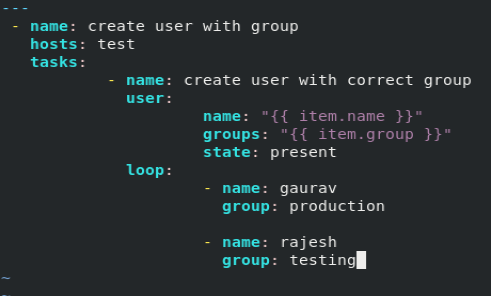 ---
- name: create user with group
hosts: test
tasks:
- name: create user with correct group
user:
name: "{{ item.name }}"
groups: "{{ item.group }}"
state: present
loop:
- name: gaurav
group: production
- name: rajesh
group: testing
~
~